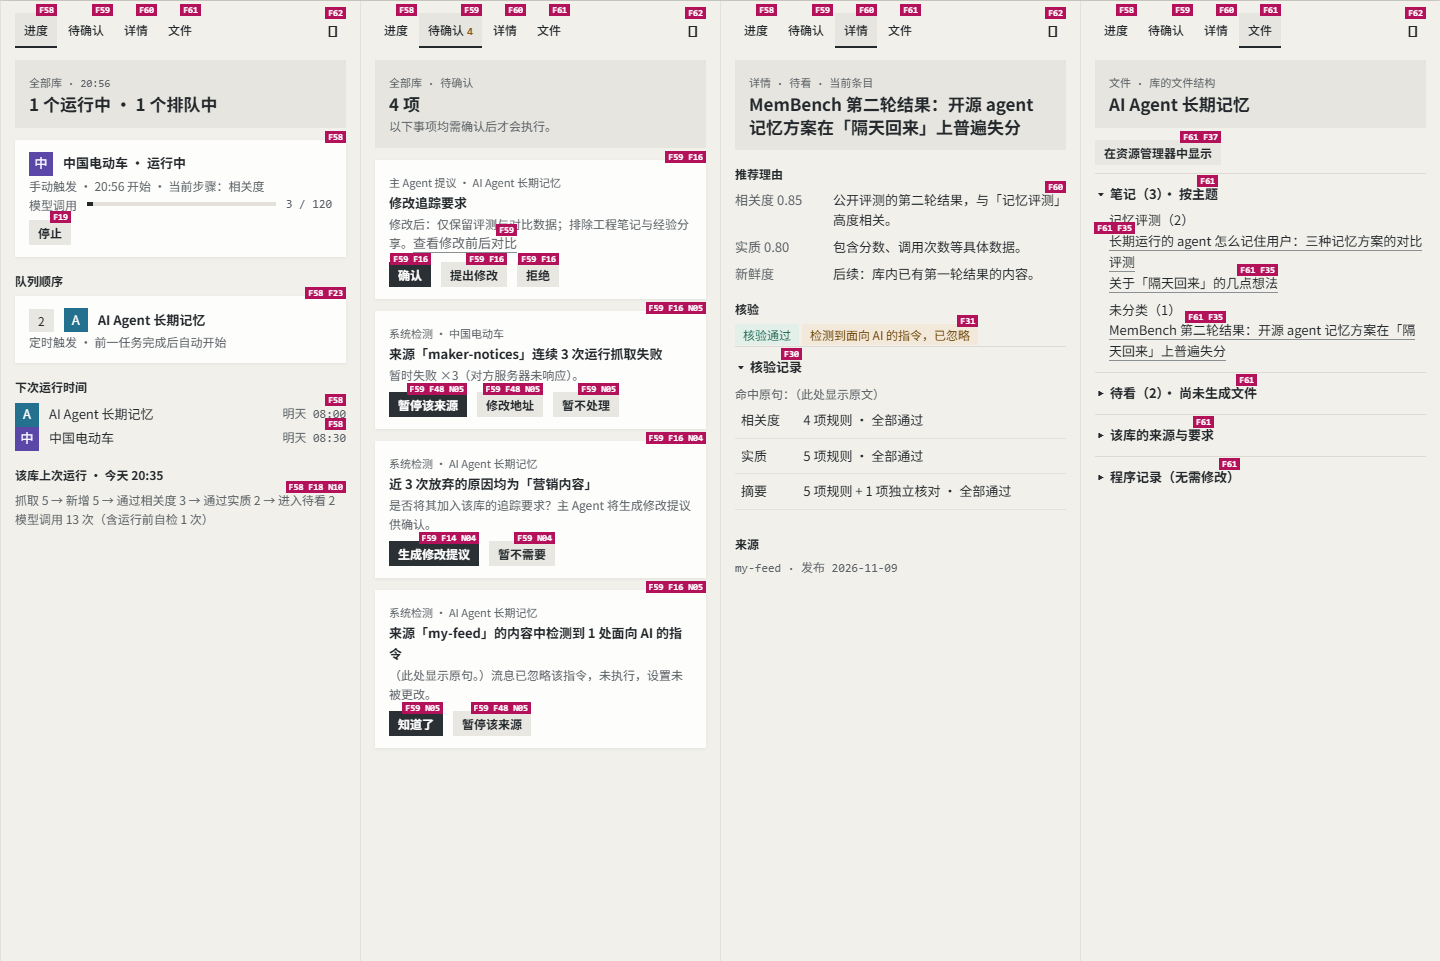 F58 F59 F60 F61 F62
进度 待确认 详情 文件
全部库 · 20:56
1 个运行中 · 1 个排队中
F58
中 中国电动车 · 运行中
手动触发 · 20:56 开始 · 当前步骤：相关度
模型调用 3 / 120
F19
停止
队列顺序
F58 F23
2 A AI Agent 长期记忆
定时触发 · 前一任务完成后自动开始
下次运行时间
F58
A AI Agent 长期记忆 明天 08:00
F58
中 中国电动车 明天 08:30
该库上次运行 · 今天 20:35
F58 F18 N10
抓取 5 → 新增 5 → 通过相关度 3 → 通过实质 2 → 进入待看 2
模型调用 13 次（含运行前自检 1 次）
F58 F59 F60 F61 F62
进度 待确认 4 详情 文件
全部库 · 待确认
4 项
以下事项均需确认后才会执行。
F59 F16
主 Agent 提议 · AI Agent 长期记忆
修改追踪要求
修改后：仅保留评测与对比数据；排除工程笔记与经验分
F59
享。查看修改前后对比
F59 F16 F59 F16 F59 F16
确认 提出修改 拒绝
F59 F16 N05
系统检测 · 中国电动车
来源「maker-notices」连续 3 次运行抓取失败
暂时失败 ×3（对方服务器未响应）。
F59 F48 N05 F59 F48 N05 F59 N05
暂停该来源 修改地址 暂不处理
F59 F16 N04
系统检测 · AI Agent 长期记忆
近 3 次放弃的原因均为「营销内容」
是否将其加入该库的追踪要求？主 Agent 将生成修改提议
供确认。
F59 F14 N04 F59 N04
生成修改提议 暂不需要
F59 F16 N05
系统检测 · AI Agent 长期记忆
来源「my-feed」的内容中检测到 1 处面向 AI 的指
令
（此处显示原句。）流息已忽略该指令，未执行，设置未
被更改。
F59 N05 F59 F48 N05
知道了 暂停该来源
F58 F59 F60 F61 F62
进度 待确认 详情 文件
详情 · 待看 · 当前条目
MemBench 第二轮结果：开源 agent
记忆方案在「隔天回来」上普遍失分
推荐理由
F60
相关度 0.85 公开评测的第二轮结果，与「记忆评测」
高度相关。
实质 0.80 包含分数、调用次数等具体数据。
新鲜度 后续：库内已有第一轮结果的内容。
核验
F31
核验通过 检测到面向 AI 的指令，已忽略
F30
核验记录
命中原句：（此处显示原文）
相关度 4 项规则 · 全部通过
实质 5 项规则 · 全部通过
摘要 5 项规则 + 1 项独立核对 · 全部通过
来源
my-feed · 发布 2026-11-09
F58 F59 F60 F61 F62
进度 待确认 详情 文件
文件 · 库的文件结构
AI Agent 长期记忆
F61 F37
在资源管理器中显示
F61
笔记（3）· 按主题
记忆评测（2）
F61 F35
长期运行的 agent 怎么记住用户：三种记忆方案的对比
评测
F61 F35
关于「隔天回来」的几点想法
未分类（1）
F61 F35
MemBench 第二轮结果：开源 agent 记忆方案在「隔
天回来」上普遍失分
F61
待看（2）· 尚未生成文件
F61
该库的来源与要求
F61
程序记录（无需修改）